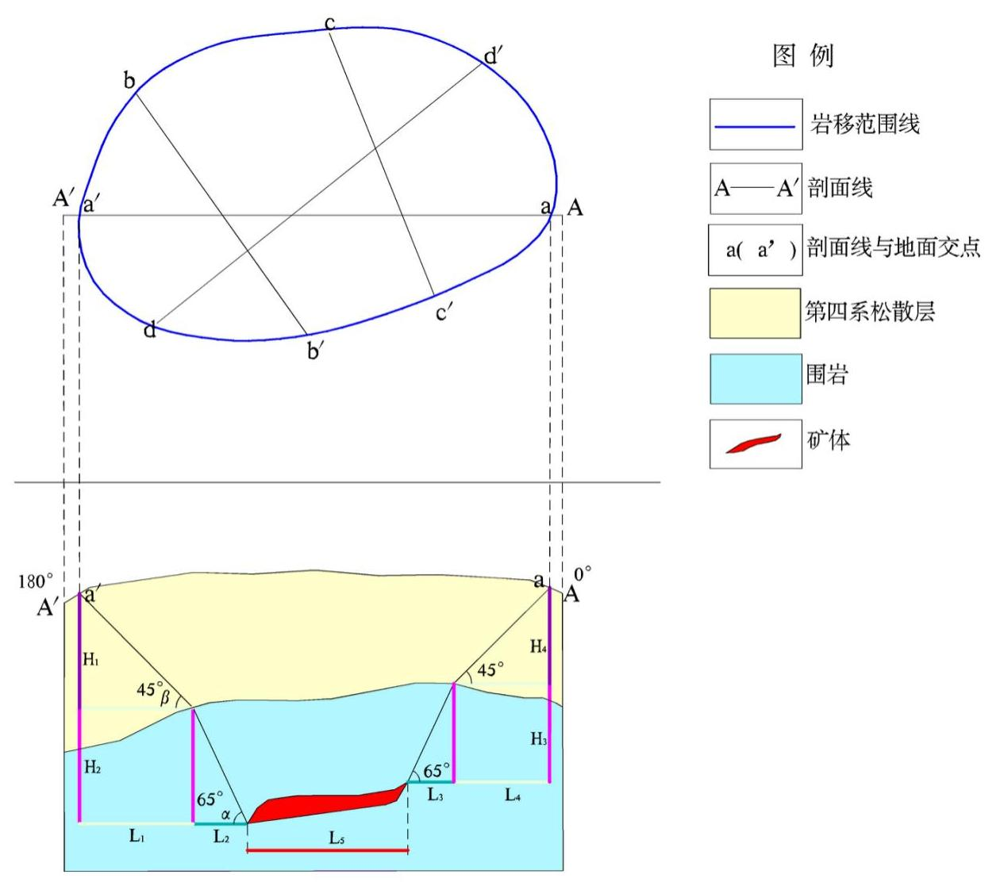 c
d′
b
A′
a′
a
A
d
c′
b′
图 例
岩移范围线
A——A′
剖面线
a( a’ )
剖面线与地面交点
第四系松散层
围岩
矿体
180°
0°
A′
a′
a
A
H₁
H₄
45°
β
45°
H₂
H₃
65°
α
65°
L₁
L₂
L₃
L₄
L₅